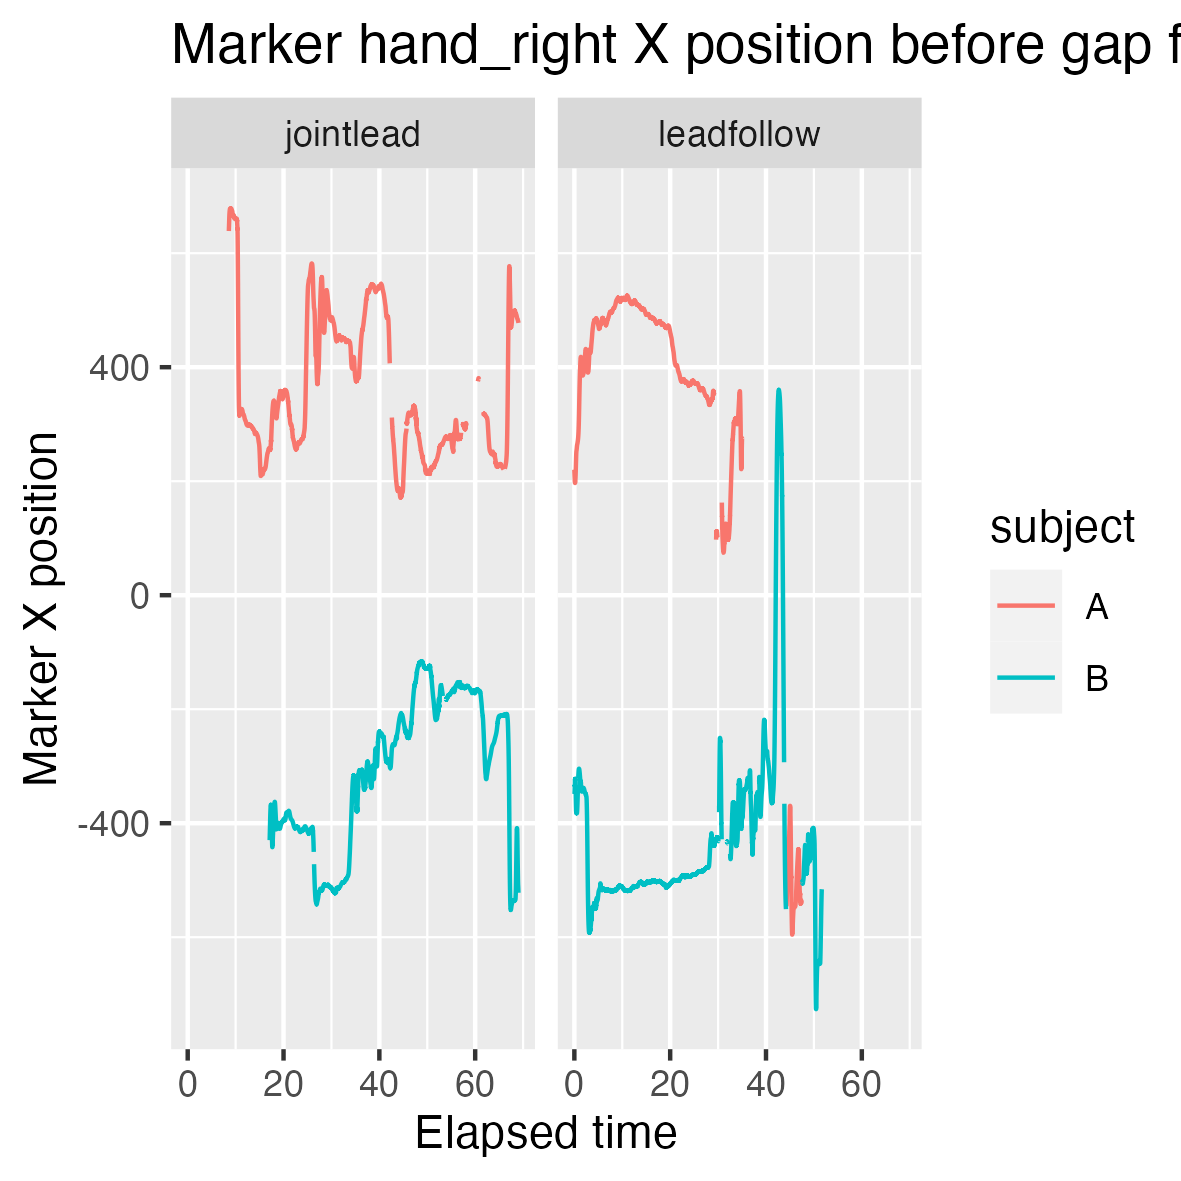 Marker hand_right X position before gap f
jointlead
leadfollow
400
0
-400
Marker X position
0 20 40 60
0 20 40 60
Elapsed time
subject
A
B